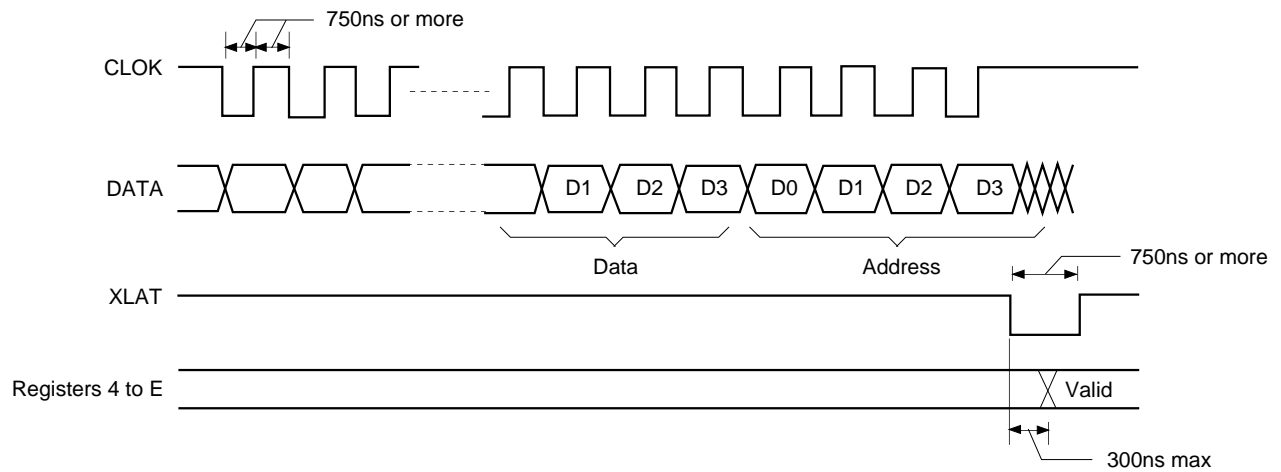 750ns or more
CLOK
DATA
D1 D2 D3 D0 D1 D2 D3
Data Address
750ns or more
XLAT
Registers 4 to E
Valid
300ns max